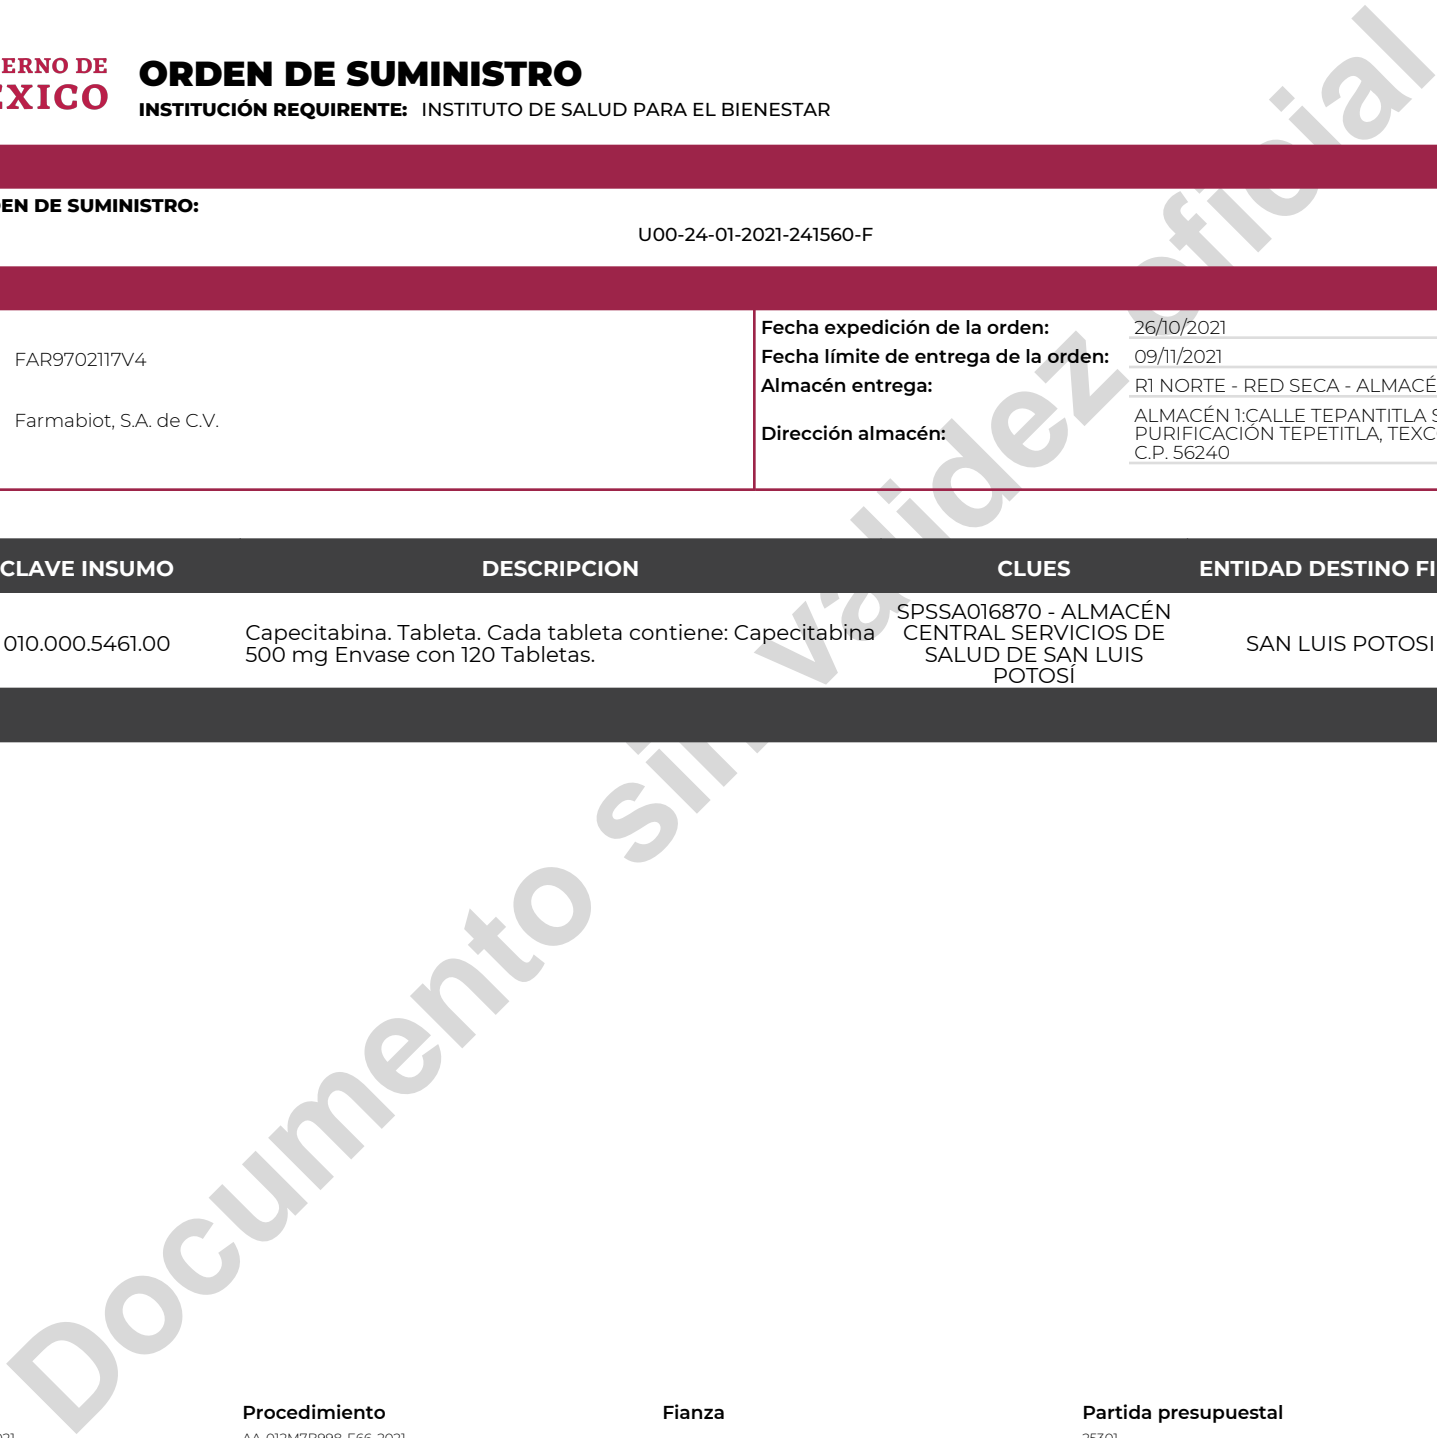 ERNO DE
EXICO
ORDEN DE SUMINISTRO
INSTITUCIÓN REQUIRENTE: INSTITUTO DE SALUD PARA EL BIENESTAR
EN DE SUMINISTRO:
U00-24-01-2021-241560-F
FAR9702117V4
Farmabiot, S.A. de C.V.
Fecha expedición de la orden: 26/10/2021
Fecha límite de entrega de la orden: 09/11/2021
Almacén entrega: R1 NORTE - RED SECA - ALMACÉ
Dirección almacén:
ALMACÉN 1:CALLE TEPANTITLA S
PURIFICACIÓN TEPETITLA, TEXC
C.P. 56240
CLAVE INSUMO DESCRIPCION CLUES ENTIDAD DESTINO FI
010.000.5461.00
Capecitabina. Tableta. Cada tableta contiene: Capecitabina
500 mg Envase con 120 Tabletas.
SPSSA016870 - ALMACÉN
CENTRAL SERVICIOS DE
SALUD DE SAN LUIS
POTOSÍ
SAN LUIS POTOSI
Documento sin validez oficial
Procedimiento Fianza Partida presupuestal